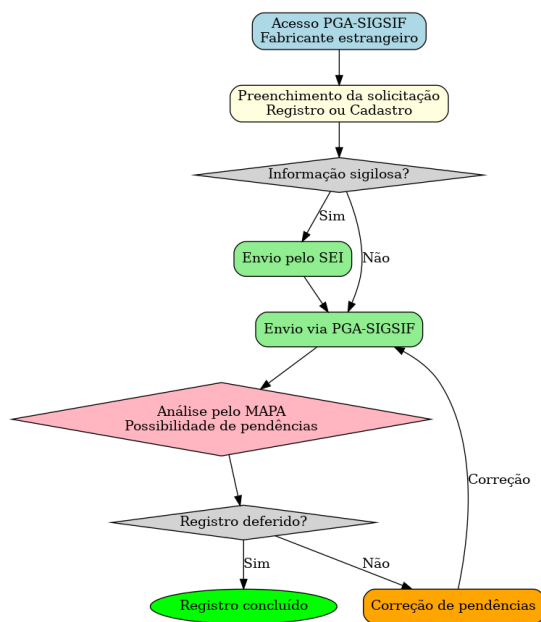 Acesso PGA-SIGSIF
Fabricante estrangeiro
Preenchimento da solicitação
Registro ou Cadastro
Informação sigilosa?
Sim
Envio pelo SEI
Não
Envio via PGA-SIGSIF
Análise pelo MAPA
Possibilidade de pendências
Correção
Registro deferido?
Sim
Não
Registro concluído
Correção de pendências